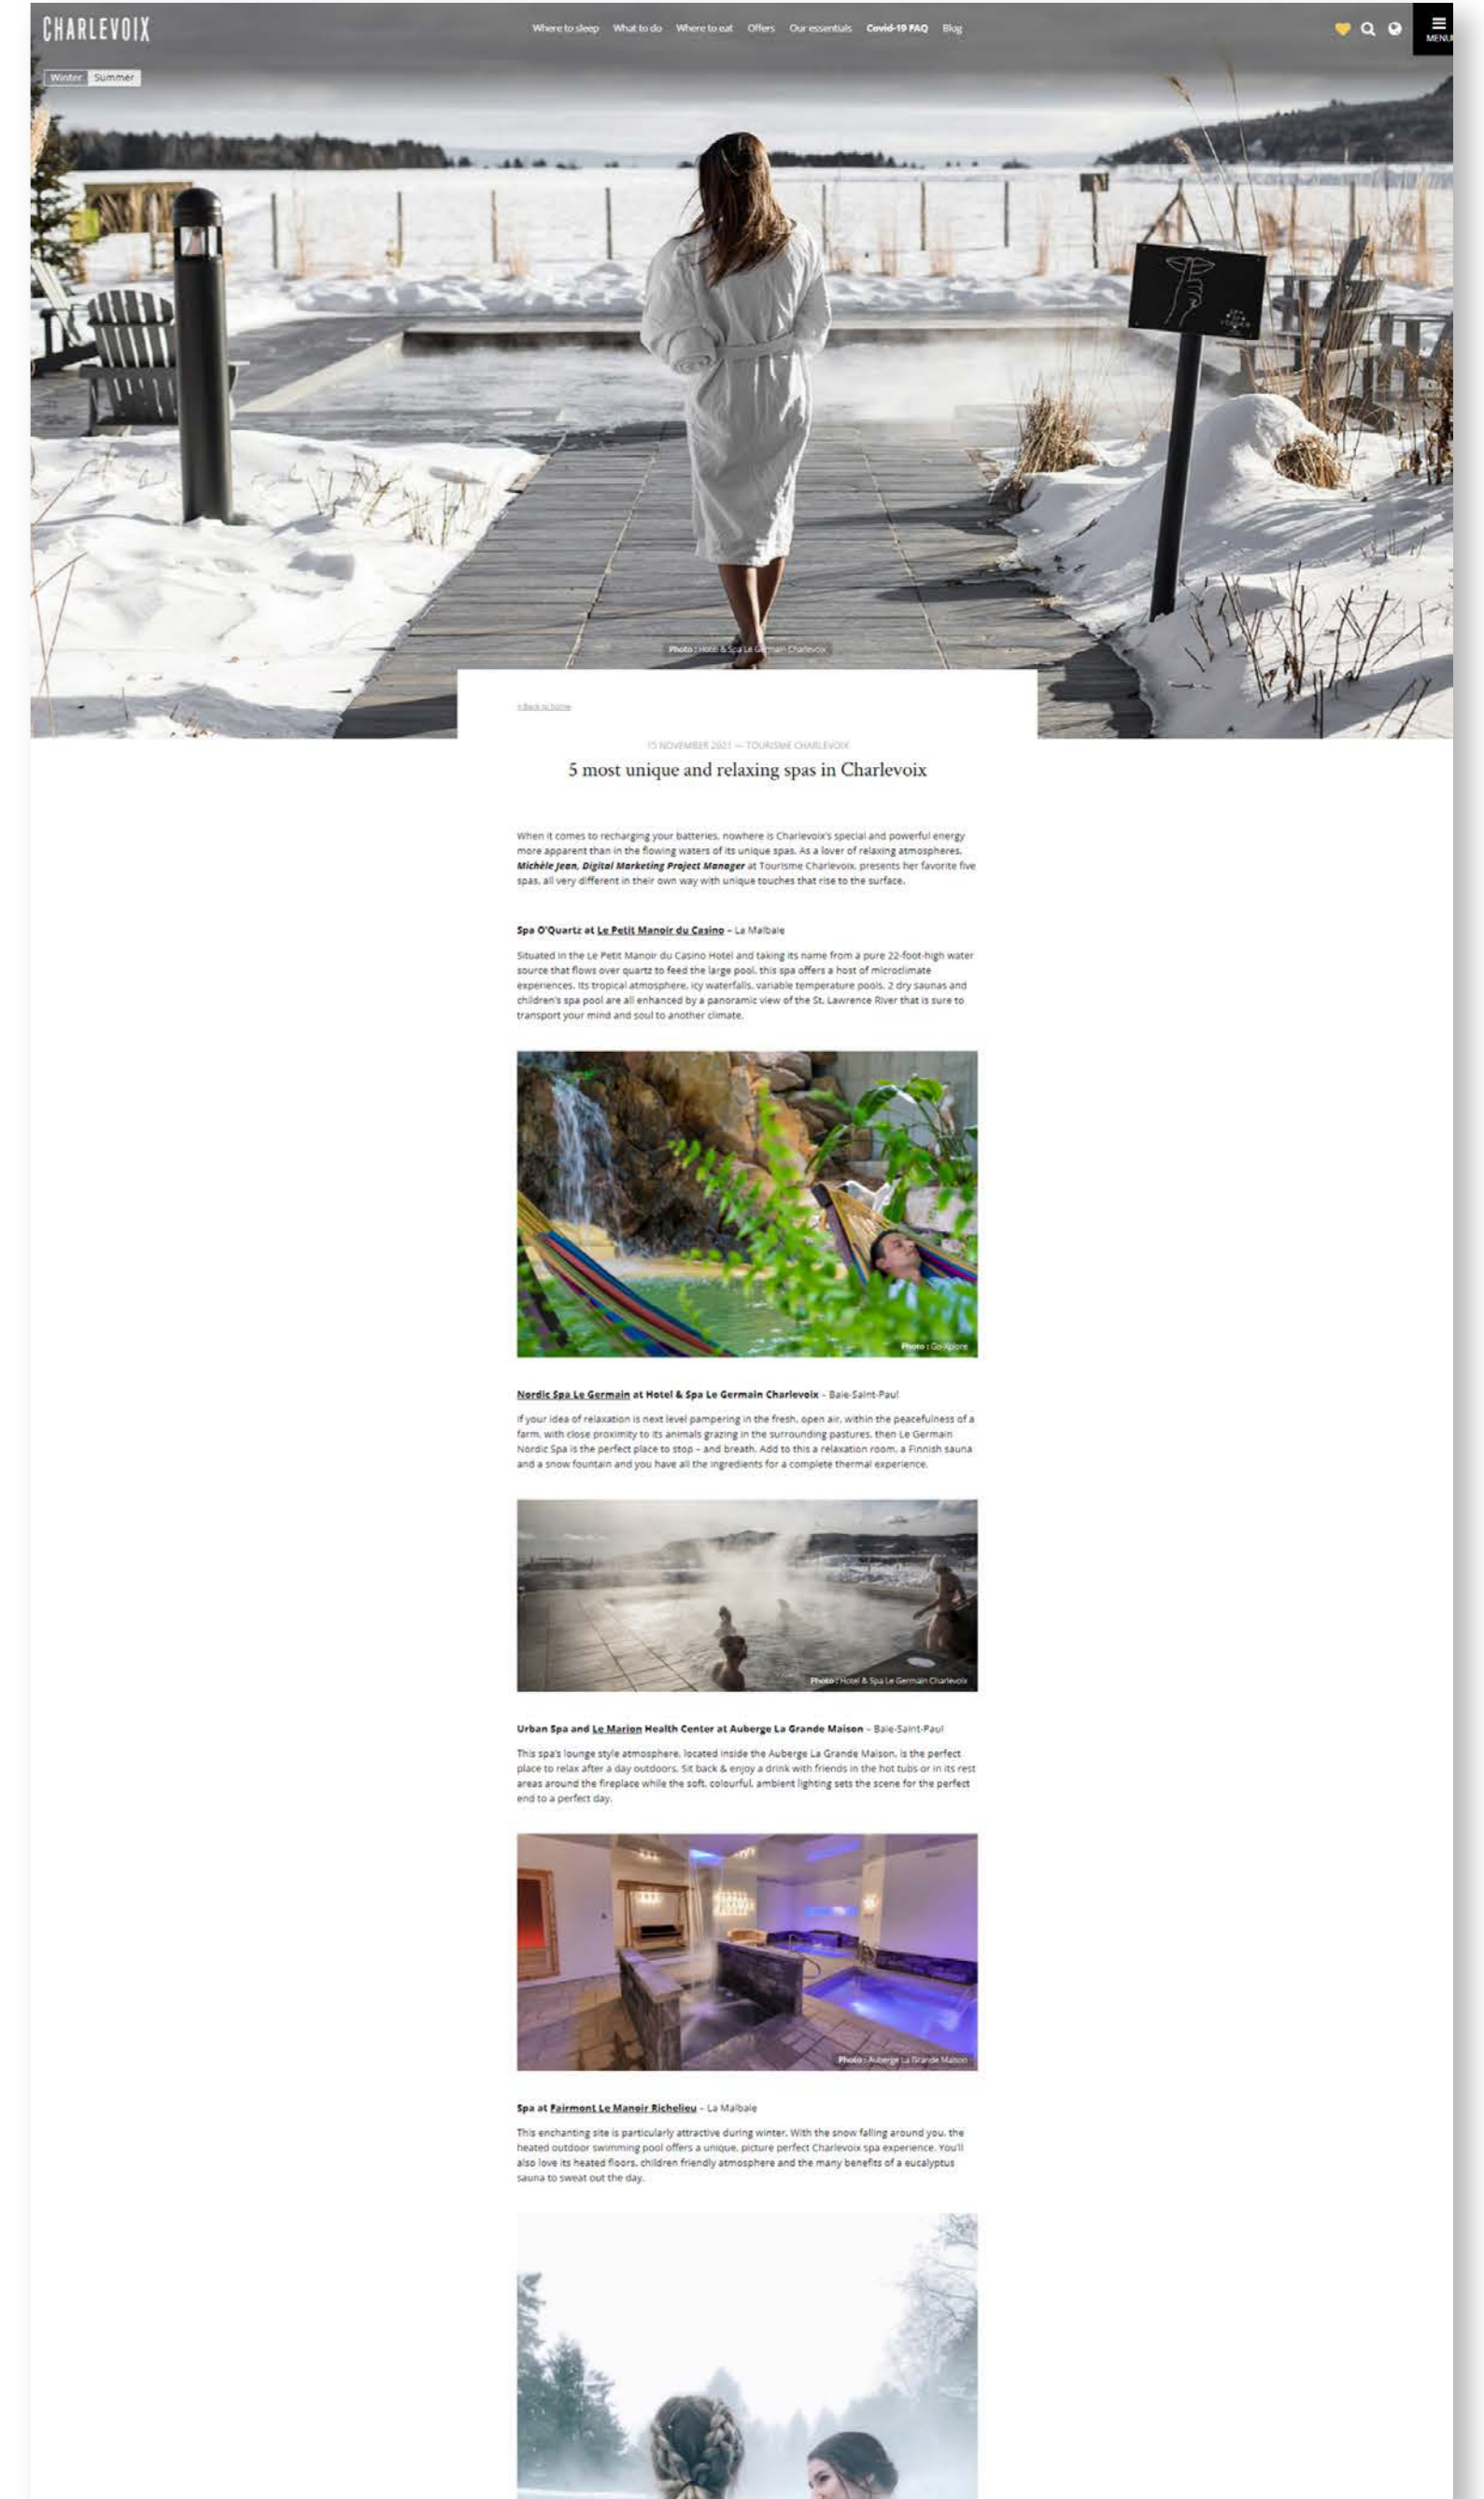 CHARLEVOIX
Where to sleep What to do Where to eat Offers Our essentials Covid-19 FAQ Blog
MENU
Winter Summer
Photo : Hotel & Spa Le Germain Charlevoix
< Back to home
15 NOVEMBER 2021 — TOURISME CHARLEVOIX
5 most unique and relaxing spas in Charlevoix
When it comes to recharging your batteries, nowhere is Charlevoix's special and powerful energy
more apparent than in the flowing waters of its unique spas. As a lover of relaxing atmospheres,
Michèle Jean, Digital Marketing Project Manager at Tourisme Charlevoix, presents her favorite five
spas, all very different in their own way with unique touches that rise to the surface.
Spa O'Quartz at Le Petit Manoir du Casino – La Malbaie
Situated in the Le Petit Manoir du Casino Hotel and taking its name from a pure 22-foot-high water
source that flows over quartz to feed the large pool, this spa offers a host of microclimate
experiences. Its tropical atmosphere, icy waterfalls, variable temperature pools, 2 dry saunas and
children's spa pool are all enhanced by a panoramic view of the St. Lawrence River that is sure to
transport your mind and soul to another climate.
Photo : Go-Xplore
Nordic Spa Le Germain at Hotel & Spa Le Germain Charlevoix – Baie-Saint-Paul
If your idea of relaxation is next level pampering in the fresh, open air, within the peacefulness of a
farm, with close proximity to its animals grazing in the surrounding pastures, then Le Germain
Nordic Spa is the perfect place to stop – and breath. Add to this a relaxation room, a Finnish sauna
and a snow fountain and you have all the ingredients for a complete thermal experience.
Photo : Hotel & Spa Le Germain Charlevoix
Urban Spa and Le Marion Health Center at Auberge La Grande Maison – Baie-Saint-Paul
This spa's lounge style atmosphere, located inside the Auberge La Grande Maison, is the perfect
place to relax after a day outdoors. Sit back & enjoy a drink with friends in the hot tubs or in its rest
areas around the fireplace while the soft, colourful, ambient lighting sets the scene for the perfect
end to a perfect day.
Photo : Auberge La Grande Maison
Spa at Fairmont Le Manoir Richelieu – La Malbaie
This enchanting site is particularly attractive during winter. With the snow falling around you, the
heated outdoor swimming pool offers a unique, picture perfect Charlevoix spa experience. You'll
also love its heated floors, children friendly atmosphere and the many benefits of a eucalyptus
sauna to sweat out the day.